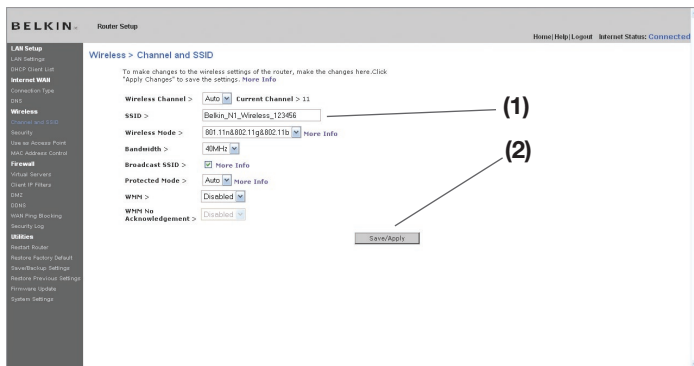 BELKIN. Router Setup
Home|Help|Logout Internet Status: Connected
LAN Setup
LAN Settings
DHCP Client List
Internet WAN
Connection Type
DNS
Wireless
Channel and SSID
Security
Use as Access Point
MAC Address Control
Firewall
Virtual Servers
Client IP Filters
DMZ
DDNS
WAN Ping Blocking
Security Log
Utilities
Restart Router
Restore Factory Default
Save/Backup Settings
Restore Previous Settings
Firmware Update
System Settings
Wireless > Channel and SSID
To make changes to the wireless settings of the router, make the changes here.Click
"Apply Changes" to save the settings. More Info
Wireless Channel > Auto Current Channel > 11
SSID > Belkin_N1_Wireless_123456
Wireless Mode > 801.11n&802.11g&802.11b More Info
Bandwidth > 40MHz
Broadcast SSID > More Info
Protected Mode > Auto More Info
WMM > Disabled
WMM No
Acknowledgement > Disabled
Save/Apply
(1)
(2)